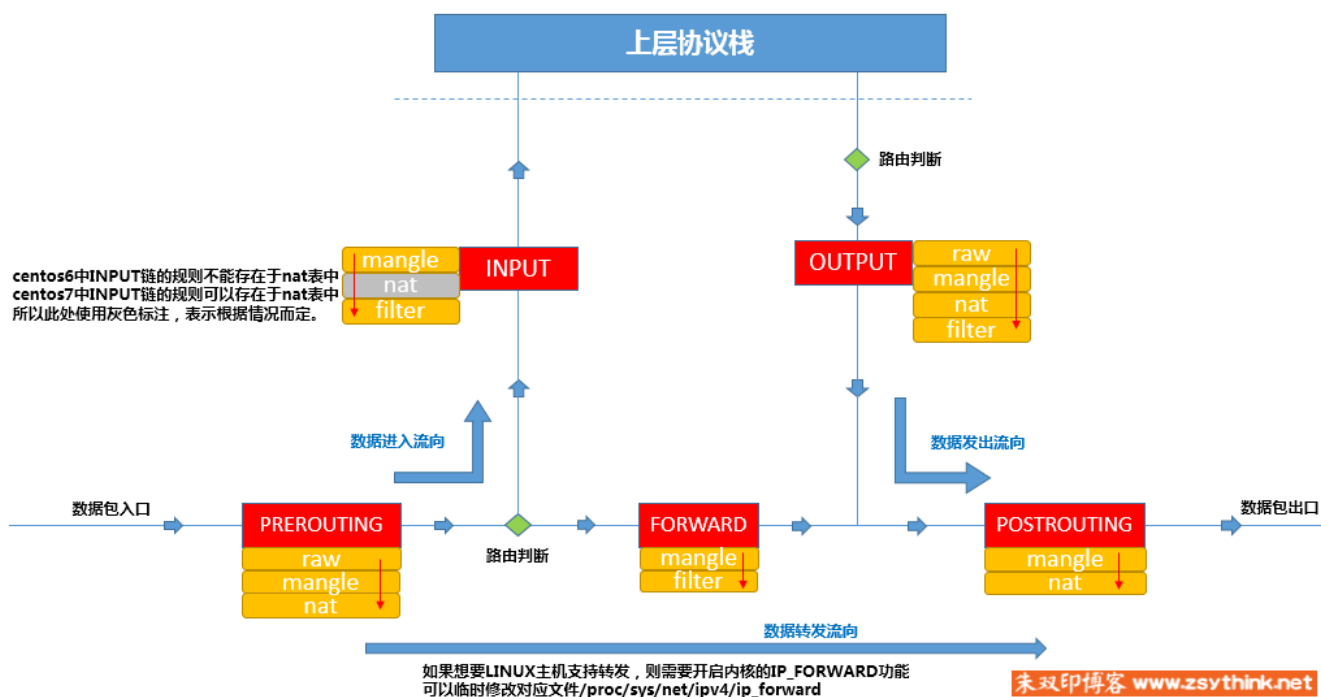 上层协议栈
路由判断
mangle
nat
filter
INPUT
OUTPUT
raw
mangle
nat
filter
centos6中INPUT链的规则不能存在于nat表中
centos7中INPUT链的规则可以存在于nat表中
所以此处使用灰色标注，表示根据情况而定。
数据进入流向
数据发出流向
数据包入口
PREROUTING
raw
mangle
nat
路由判断
FORWARD
mangle
filter
POSTROUTING
mangle
nat
数据包出口
数据转发流向
如果想要LINUX主机支持转发，则需要开启内核的IP_FORWARD功能
可以临时修改对应文件/proc/sys/net/ipv4/ip_forward
朱双印博客 www.zsythink.net